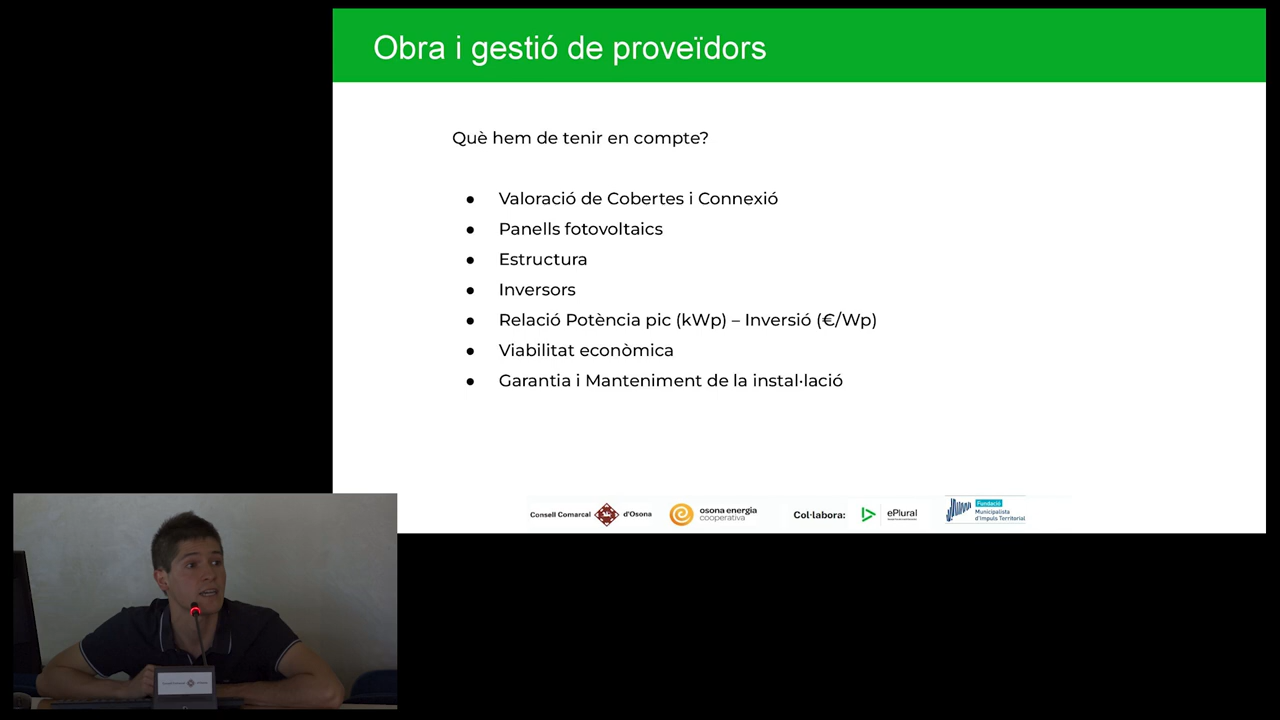 Obra i gestió de proveïdors
Què hem de tenir en compte?
● Valoració de Cobertes i Connexió
● Panells fotovoltaics
● Estructura
● Inversors
● Relació Potència pic (kWp) – Inversió (€/Wp)
● Viabilitat econòmica
● Garantia i Manteniment de la instal·lació
Consell Comarcal d'Osona
osona energia
cooperativa
Col·labora:
ePlural
Fundació
Municipalista
d'Impuls Territorial